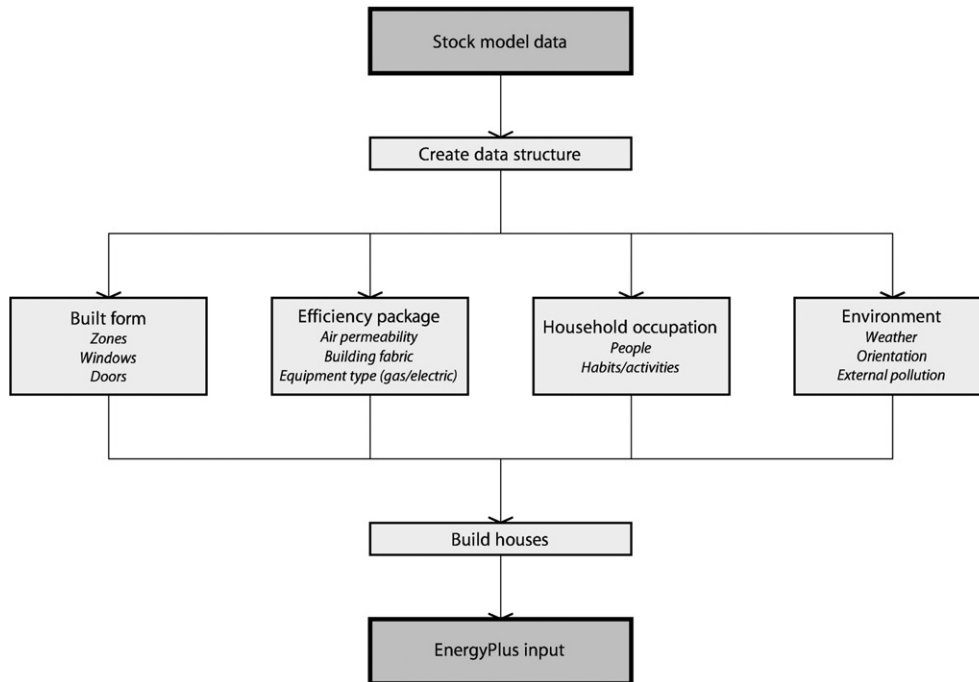 Stock model data
Create data structure
Built form
Zones
Windows
Doors
Efficiency package
Air permeability
Building fabric
Equipment type (gas/electric)
Household occupation
People
Habits/activities
Environment
Weather
Orientation
External pollution
Build houses
EnergyPlus input